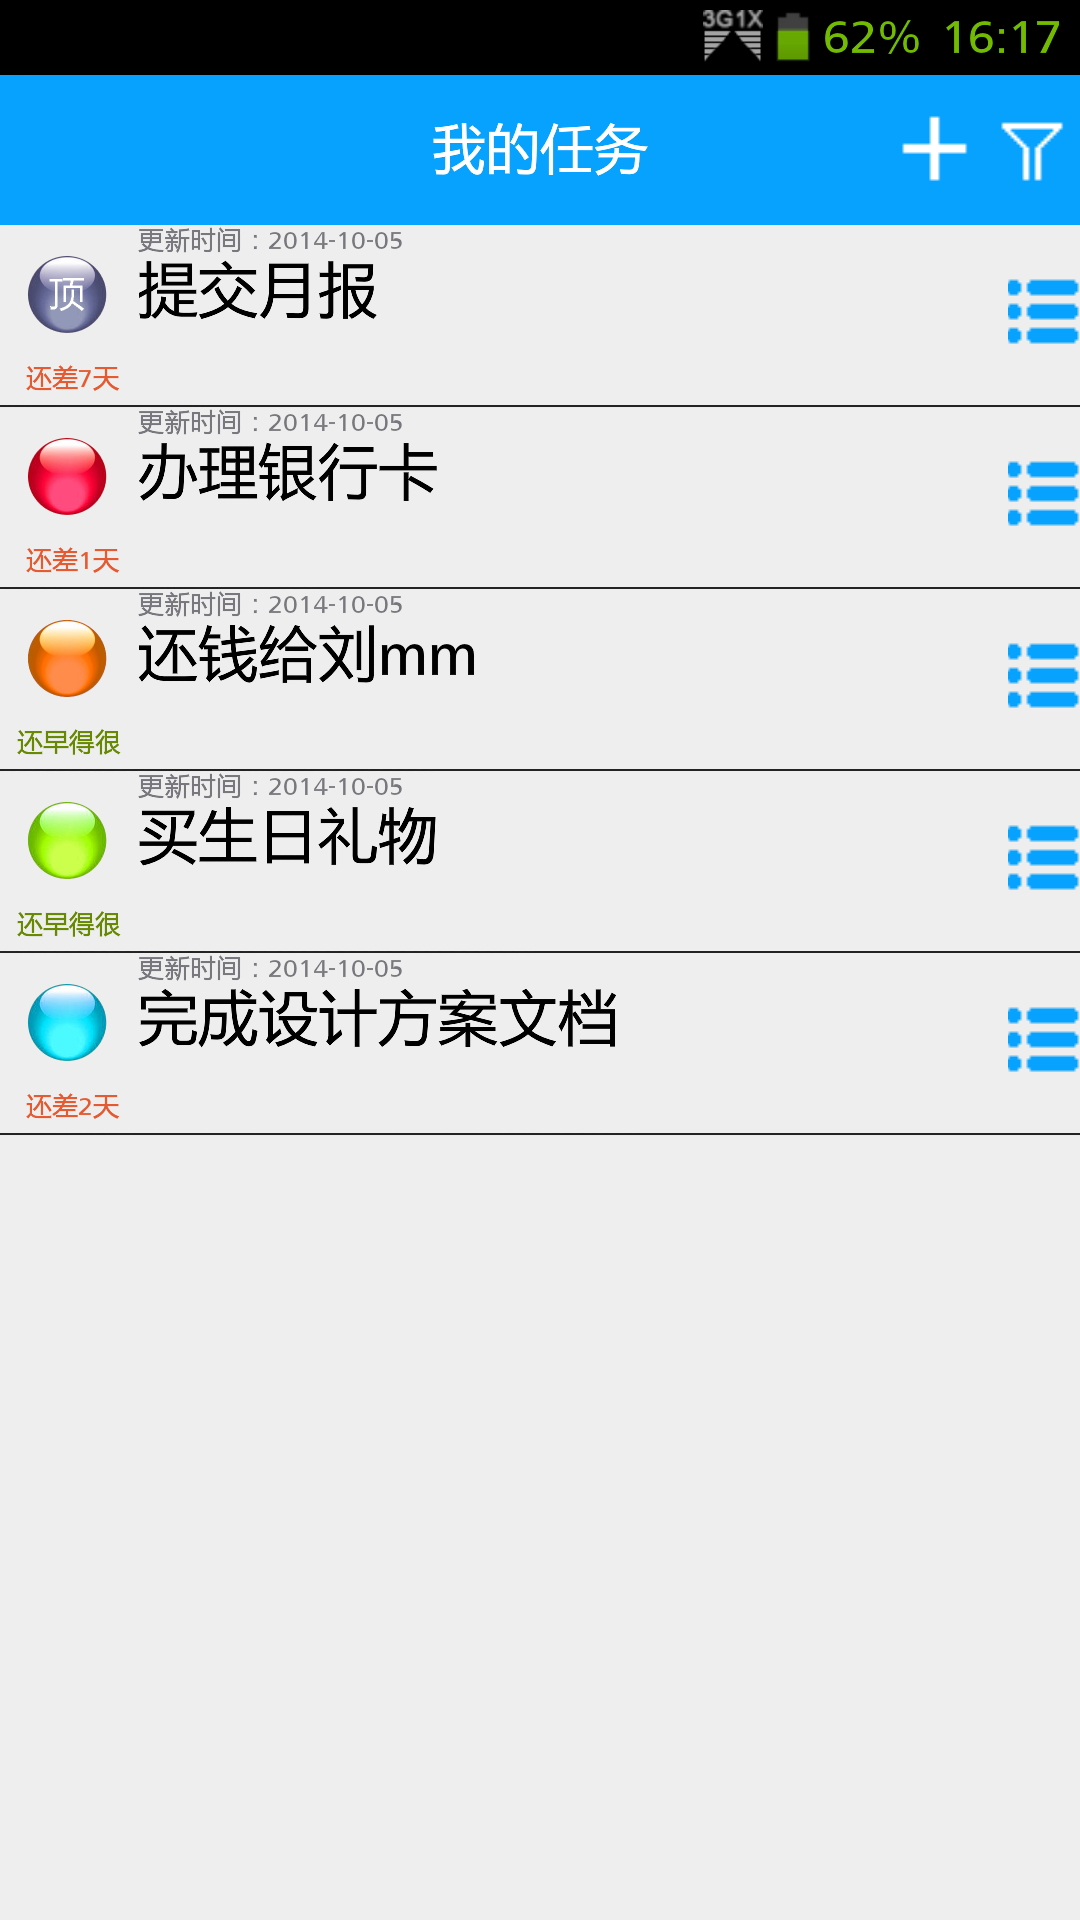 3G1X 62% 16:17
我的任务
更新时间：2014-10-05
顶 提交月报
还差7天
更新时间：2014-10-05
办理银行卡
还差1天
更新时间：2014-10-05
还钱给刘mm
还早得很
更新时间：2014-10-05
买生日礼物
还早得很
更新时间：2014-10-05
完成设计方案文档
还差2天